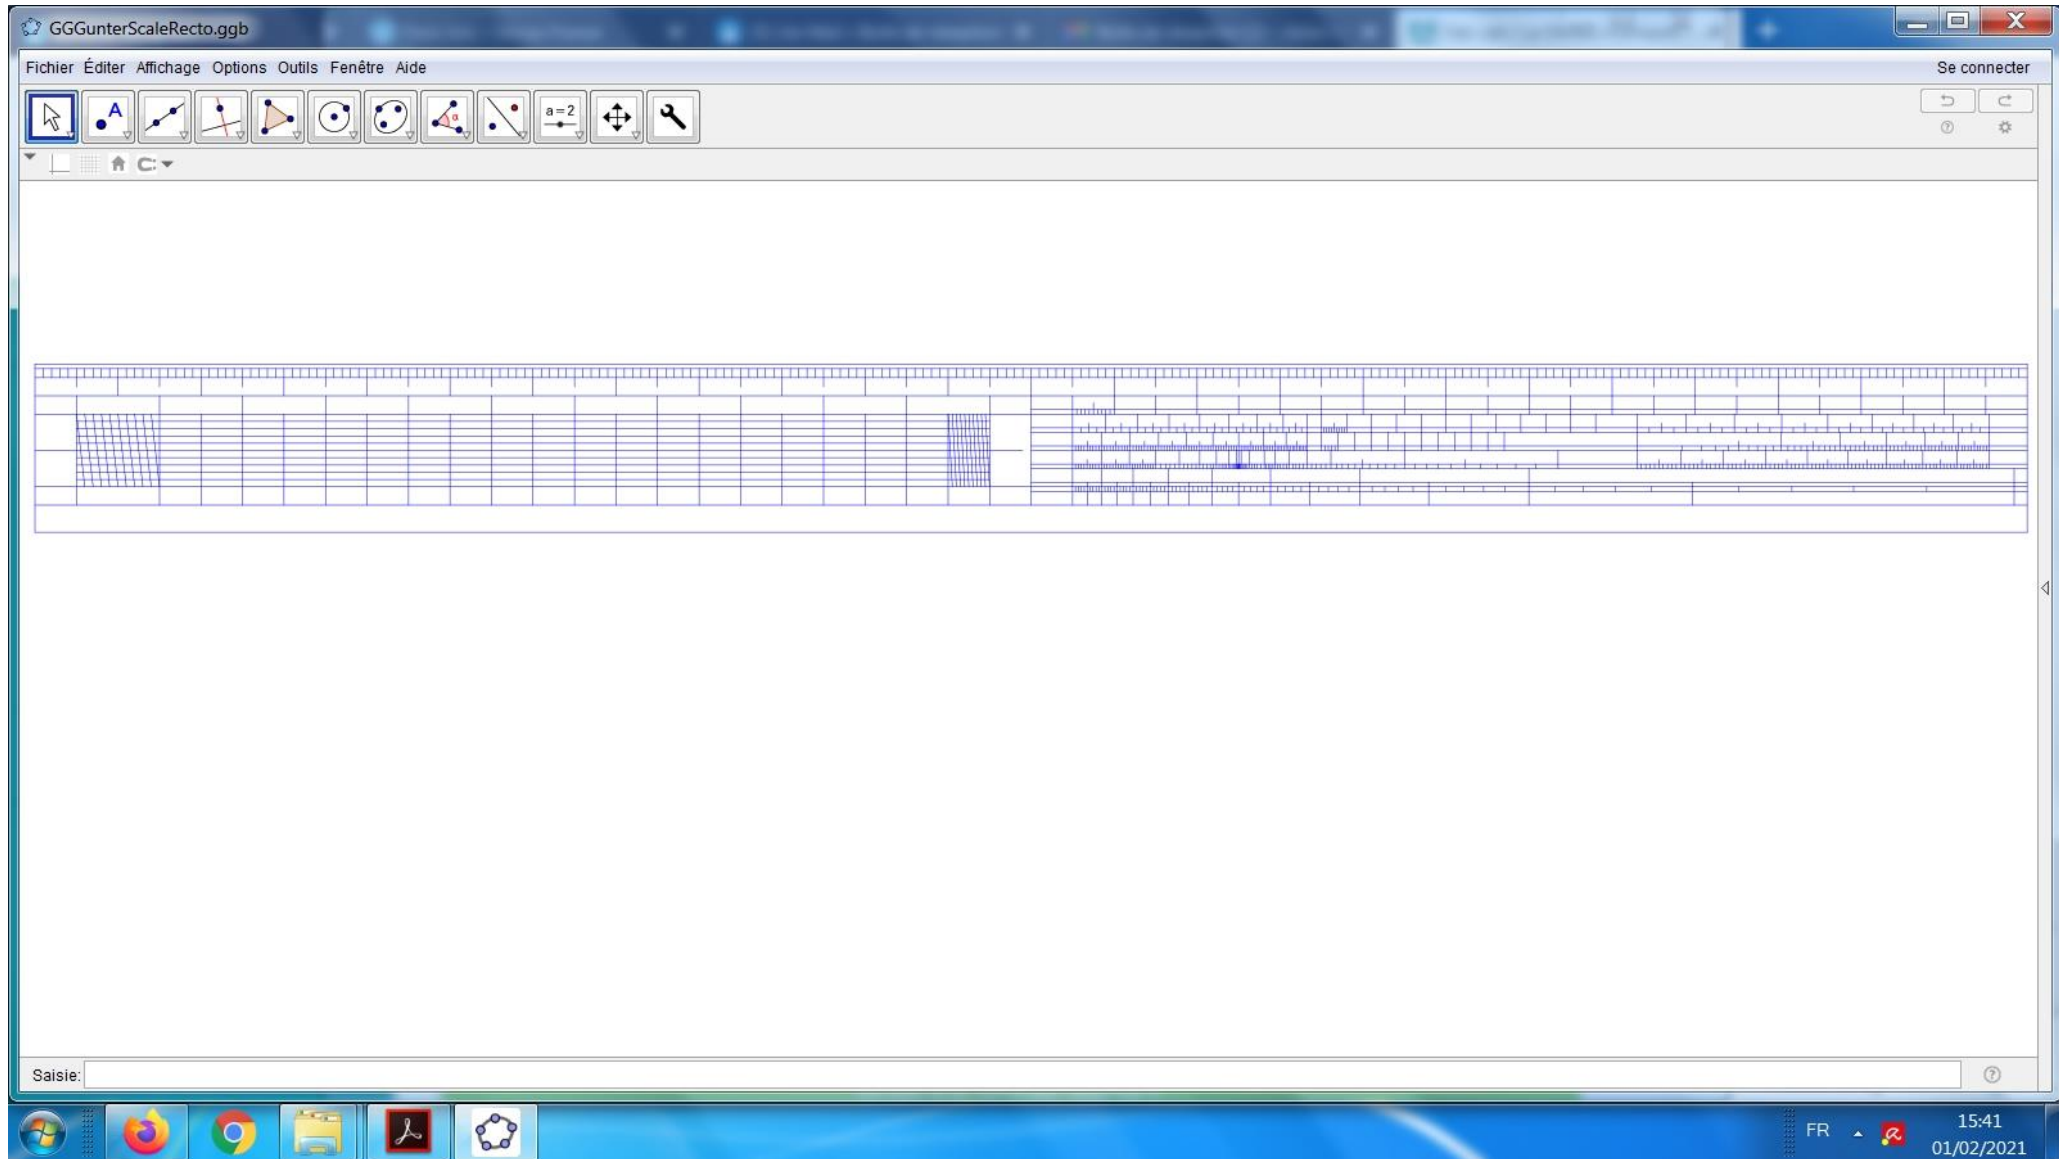 GGGunterScaleRecto.ggb
Fichier Éditer Affichage Options Outils Fenêtre Aide
Se connecter
A
α
a=2
Saisie:
FR
15:41
01/02/2021